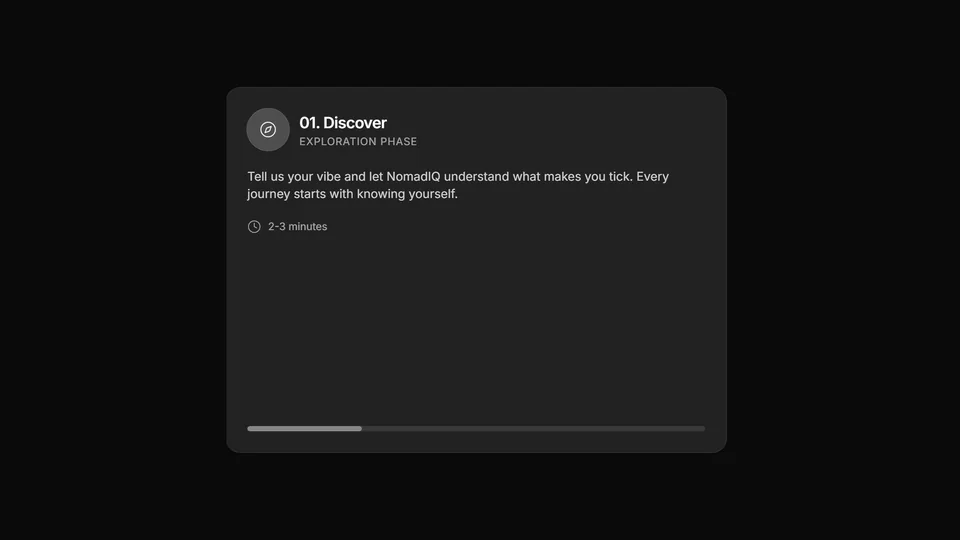 01. Discover
EXPLORATION PHASE
Tell us your vibe and let NomadIQ understand what makes you tick. Every
journey starts with knowing yourself.
2-3 minutes